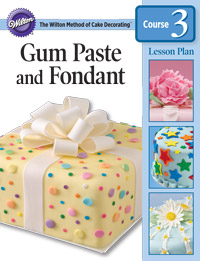 Wilton
The Wilton Method of Cake Decorating
Course 3
Gum Paste
and Fondant
Lesson Plan